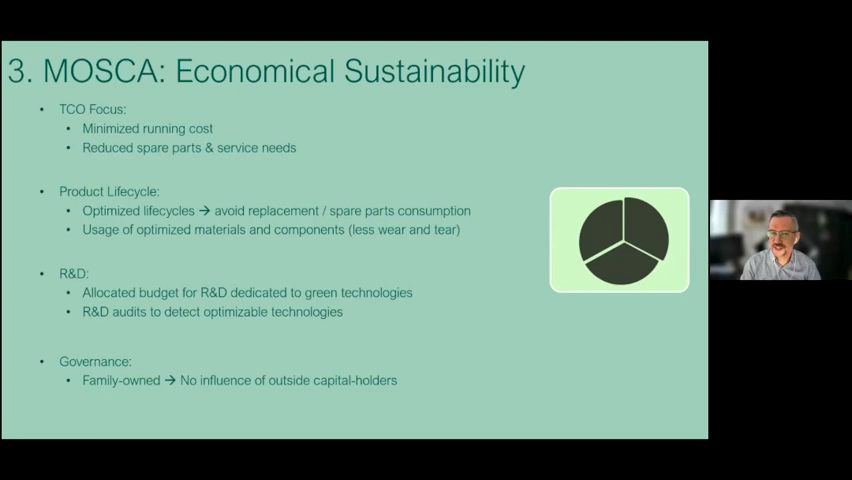 3. MOSCA: Economical Sustainability
• TCO Focus:
• Minimized running cost
• Reduced spare parts & service needs
• Product Lifecycle:
• Optimized lifecycles → avoid replacement / spare parts consumption
• Usage of optimized materials and components (less wear and tear)
• R&D:
• Allocated budget for R&D dedicated to green technologies
• R&D audits to detect optimizable technologies
• Governance:
• Family-owned → No influence of outside capital-holders